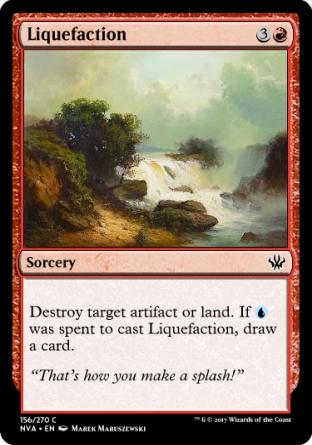 Liquefaction 3
Sorcery
Destroy target artifact or land. If
was spent to cast Liquefaction, draw
a card.
“That’s how you make a splash!”
156/270 C
NVA • EN MAREK MARUSZEWSKI
™ & © 2017 Wizards of the Coast